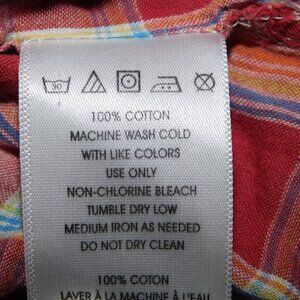 30
100% COTTON
MACHINE WASH COLD
WITH LIKE COLORS
USE ONLY
NON-CHLORINE BLEACH
TUMBLE DRY LOW
MEDIUM IRON AS NEEDED
DO NOT DRY CLEAN
100% COTON
LAVER À LA MACHINE À L'EAU